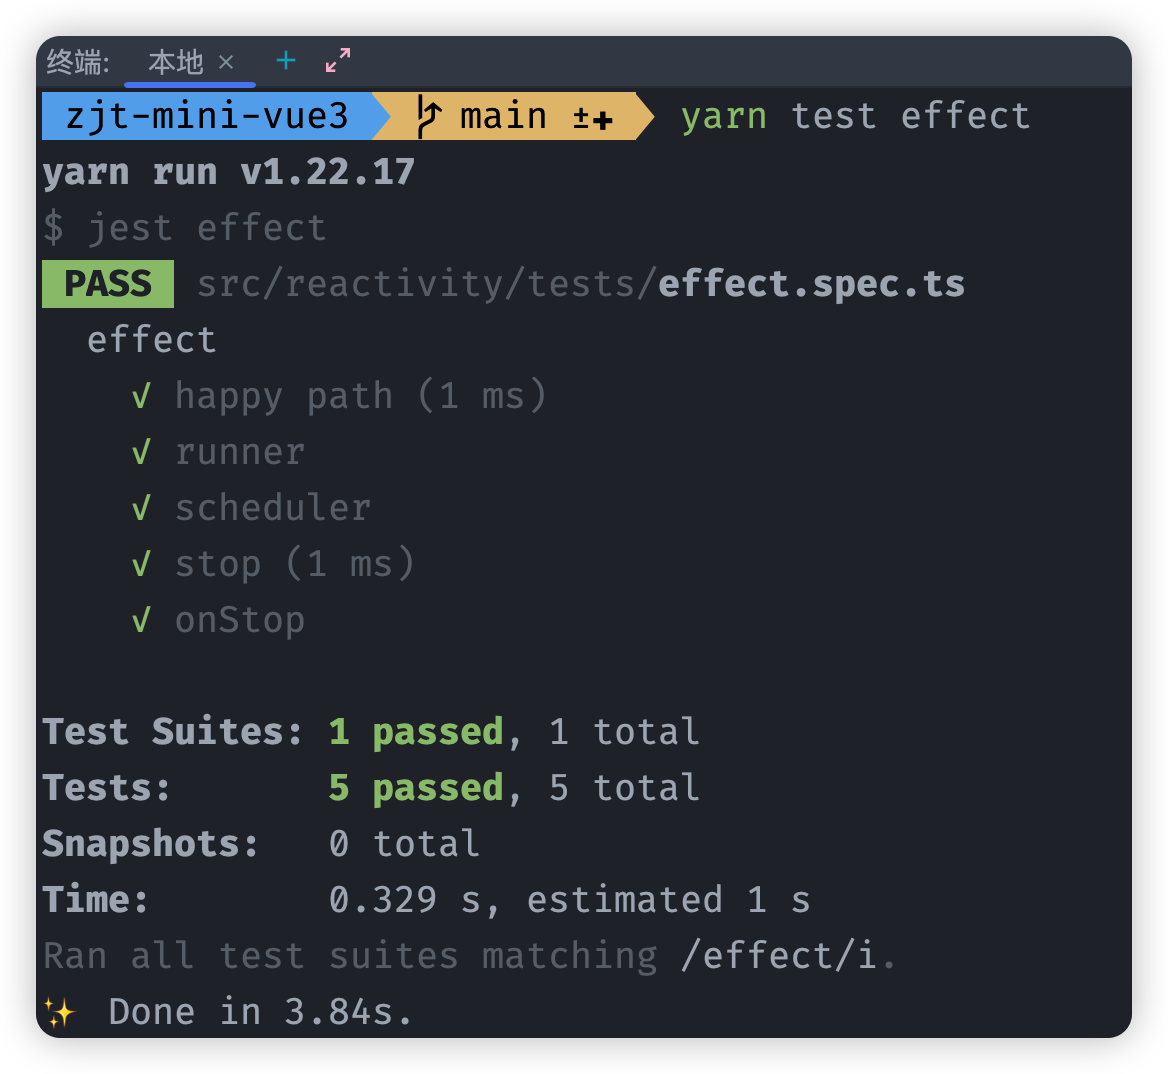 终端: 本地 × +
zjt-mini-vue3 main ±✚ yarn test effect
yarn run v1.22.17
$ jest effect
PASS src/reactivity/tests/effect.spec.ts
effect
√ happy path (1 ms)
√ runner
√ scheduler
√ stop (1 ms)
√ onStop
Test Suites: 1 passed, 1 total
Tests: 5 passed, 5 total
Snapshots: 0 total
Time: 0.329 s, estimated 1 s
Ran all test suites matching /effect/i.
✨ Done in 3.84s.